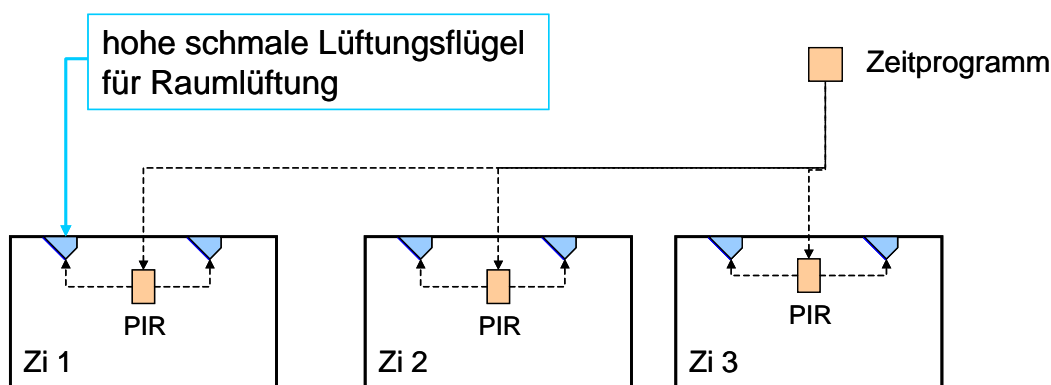 hohe schmale Lüftungsflügel
für Raumlüftung
Zeitprogramm
PIR
PIR
PIR
Zi 1
Zi 2
Zi 3